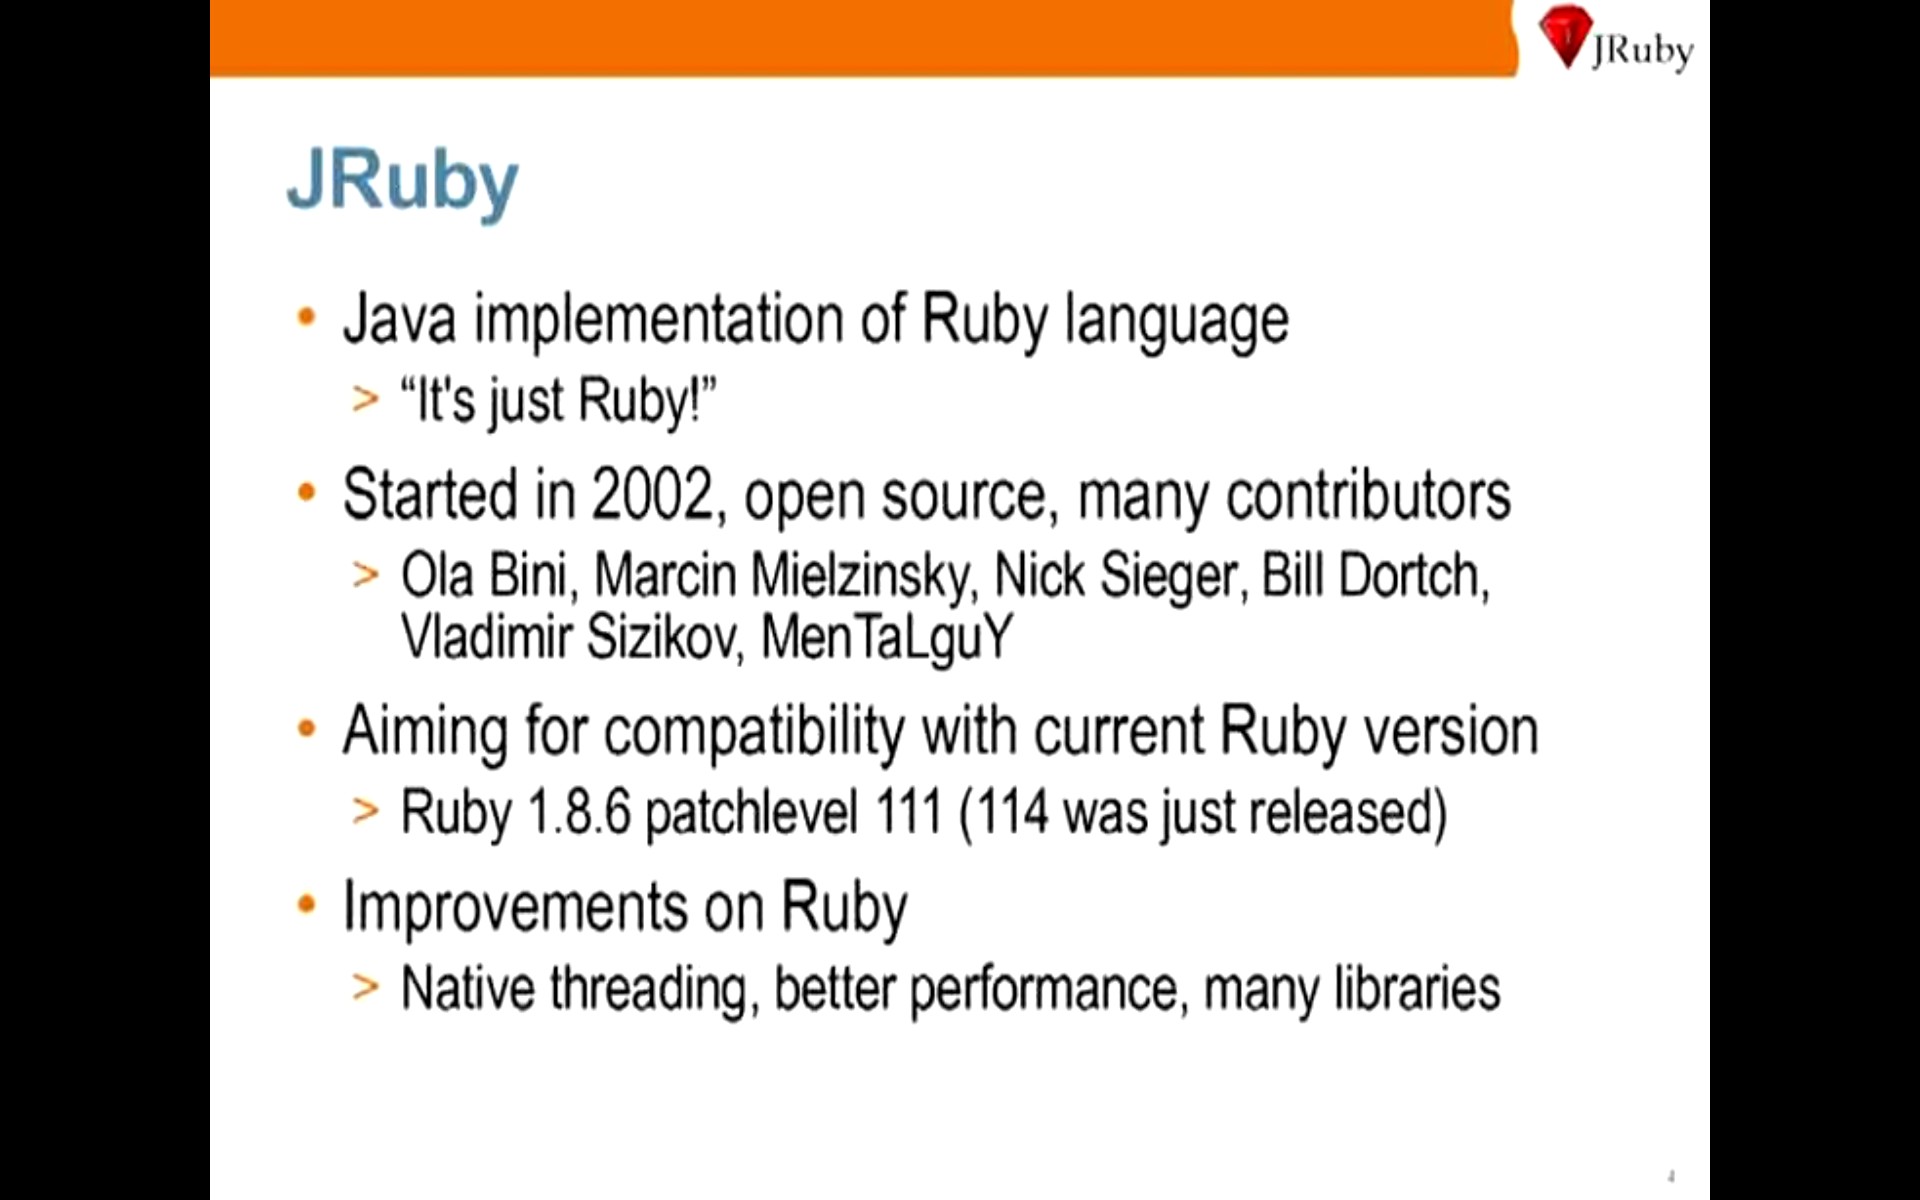 JRuby
JRuby
• Java implementation of Ruby language
> “It's just Ruby!”
• Started in 2002, open source, many contributors
> Ola Bini, Marcin Mielzinsky, Nick Sieger, Bill Dortch,
Vladimir Sizikov, MenTaLguY
• Aiming for compatibility with current Ruby version
> Ruby 1.8.6 patchlevel 111 (114 was just released)
• Improvements on Ruby
> Native threading, better performance, many libraries
4